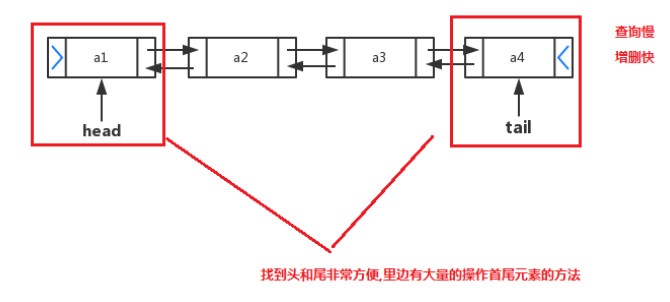 查询慢
增删快
a1 a2 a3 a4
head tail
找到头和尾非常方便,里边有大量的操作首尾元素的方法